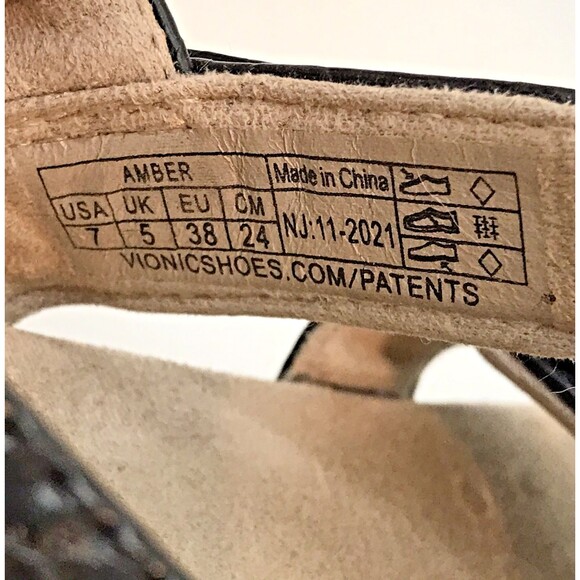 AMBER Made in China
USA UK EU CM
7 5 38 24 NJ:11-2021
VIONICSHOES.COM/PATENTS